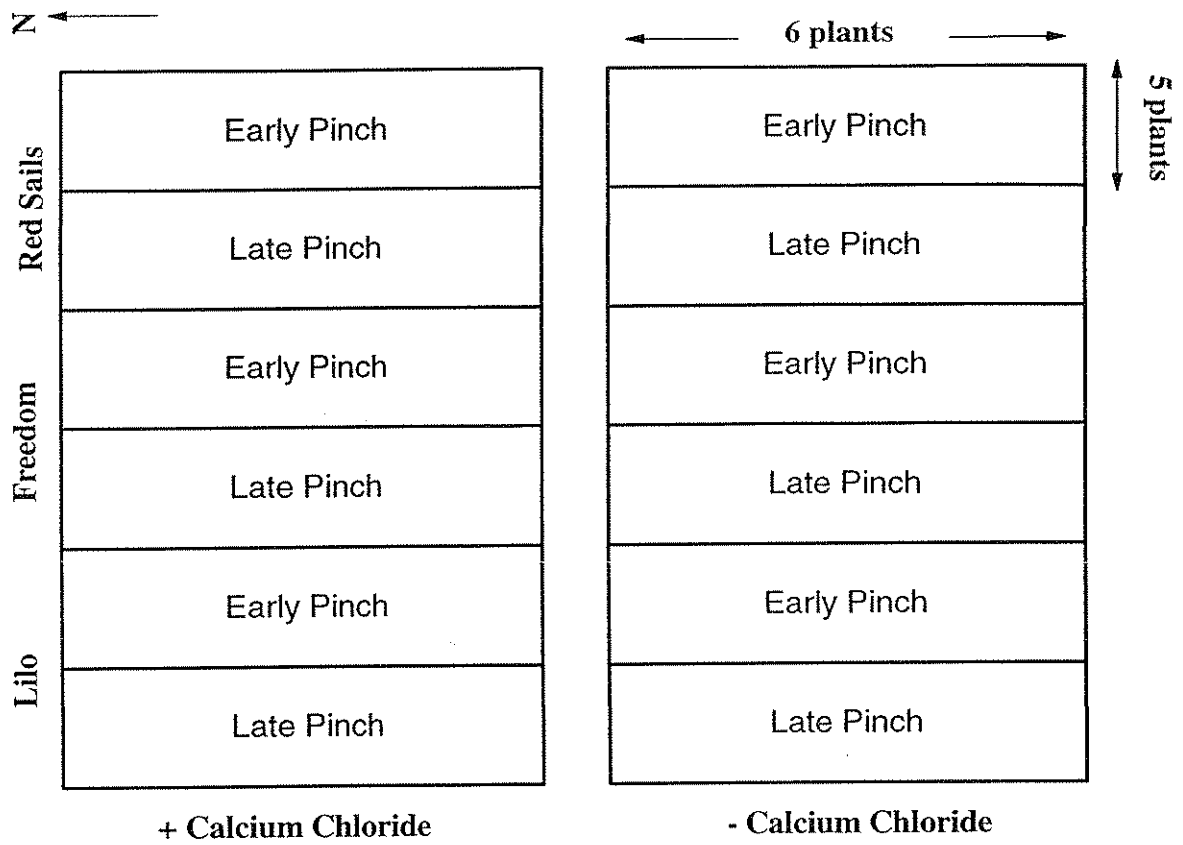 N
6 plants
5 plants
Red Sails
Early Pinch
Early Pinch
Late Pinch
Late Pinch
Freedom
Early Pinch
Early Pinch
Late Pinch
Late Pinch
Lilo
Early Pinch
Early Pinch
Late Pinch
Late Pinch
+ Calcium Chloride
- Calcium Chloride